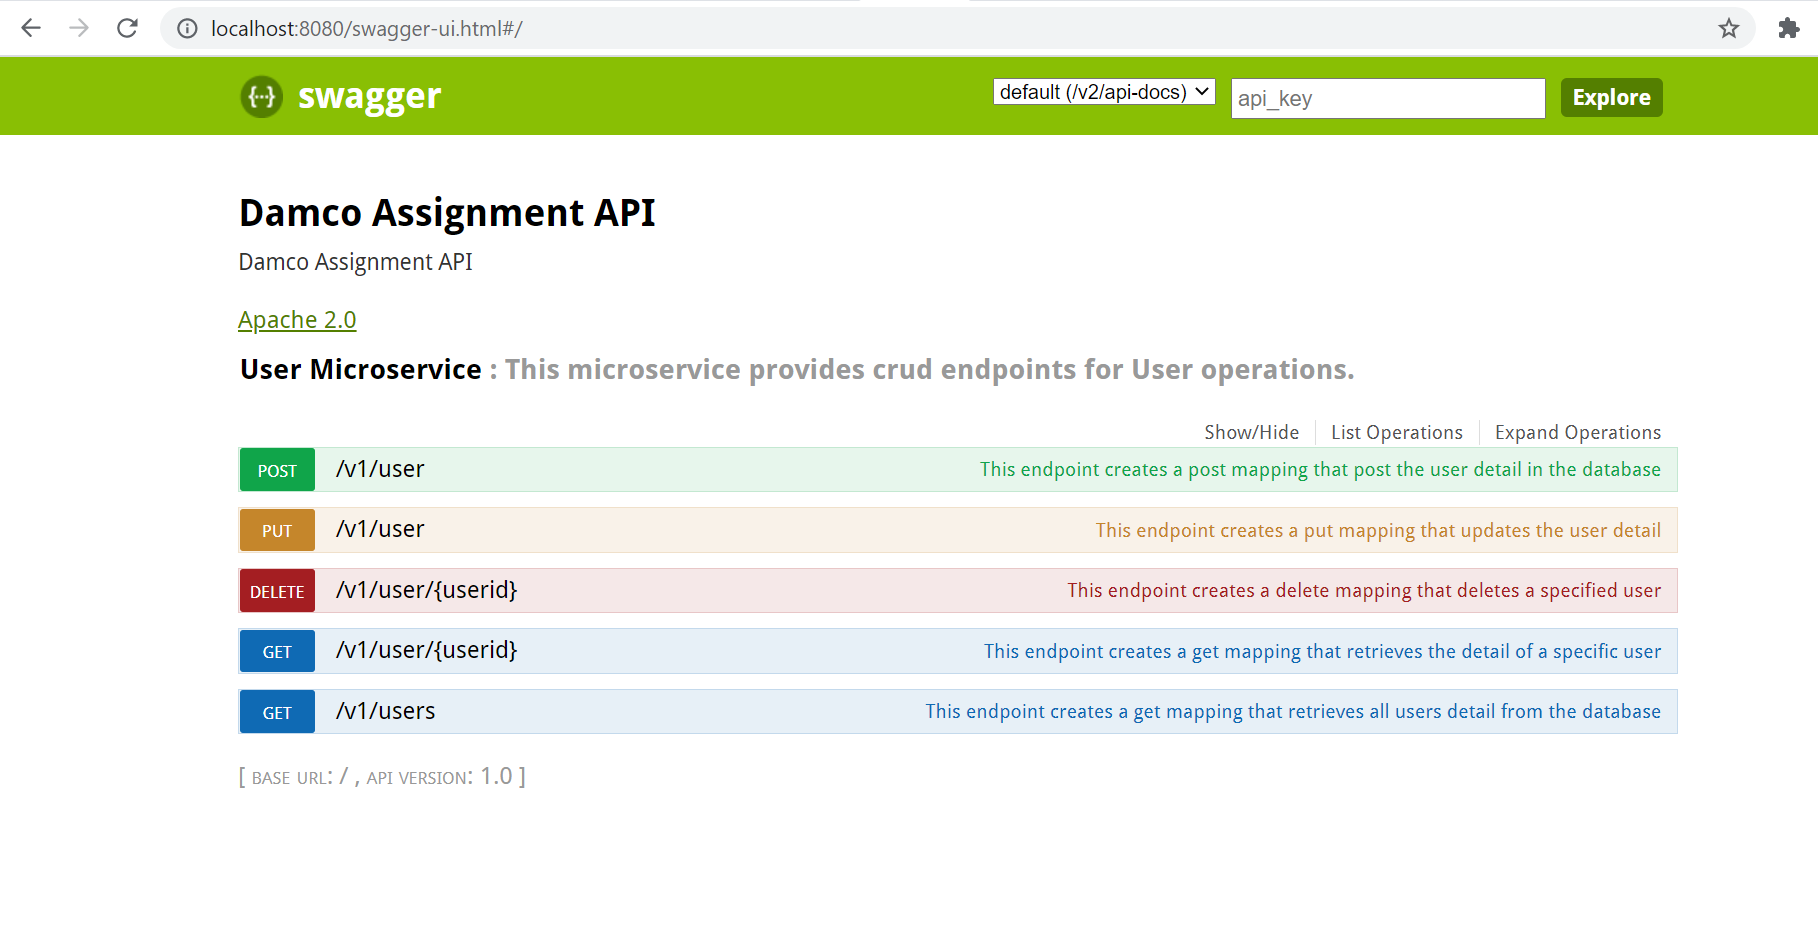 localhost:8080/swagger-ui.html#/
swagger
default (/v2/api-docs)
api_key
Explore
Damco Assignment API
Damco Assignment API
Apache 2.0
User Microservice : This microservice provides crud endpoints for User operations.
Show/Hide List Operations Expand Operations
POST /v1/user This endpoint creates a post mapping that post the user detail in the database
PUT /v1/user This endpoint creates a put mapping that updates the user detail
DELETE /v1/user/{userid} This endpoint creates a delete mapping that deletes a specified user
GET /v1/user/{userid} This endpoint creates a get mapping that retrieves the detail of a specific user
GET /v1/users This endpoint creates a get mapping that retrieves all users detail from the database
[ BASE URL: / , API VERSION: 1.0 ]